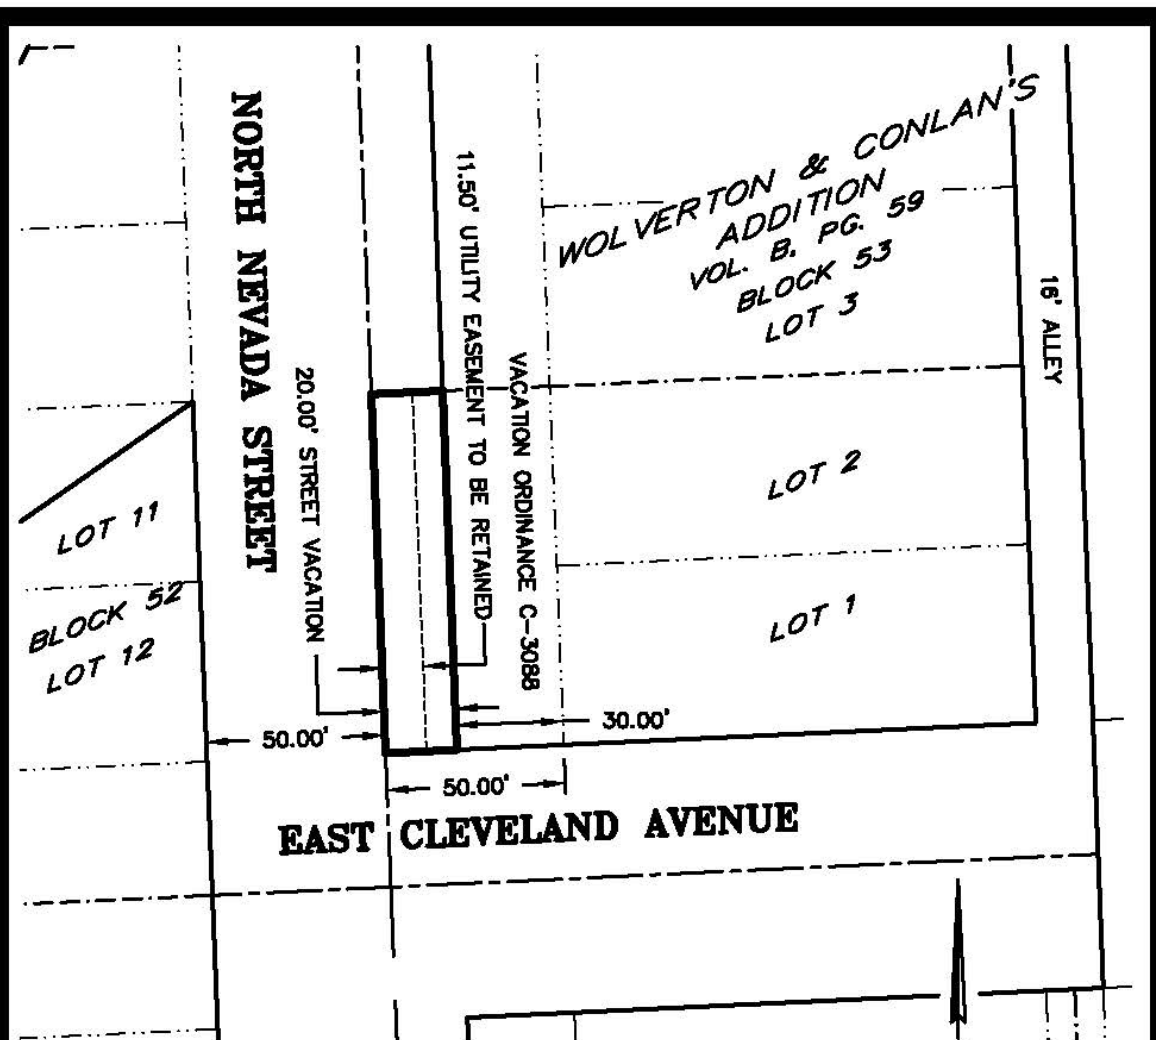 NORTH NEVADA STREET
20.00' STREET VACATION
11.50' UTILITY EASEMENT TO BE RETAINED
VACATION ORDINANCE C-3088
WOLVERTON & CONLAN'S
ADDITION
VOL. B, PG. 59
BLOCK 53
LOT 3
16' ALLEY
LOT 2
LOT 1
LOT 11
BLOCK 52
LOT 12
50.00'
30.00'
50.00'
EAST CLEVELAND AVENUE